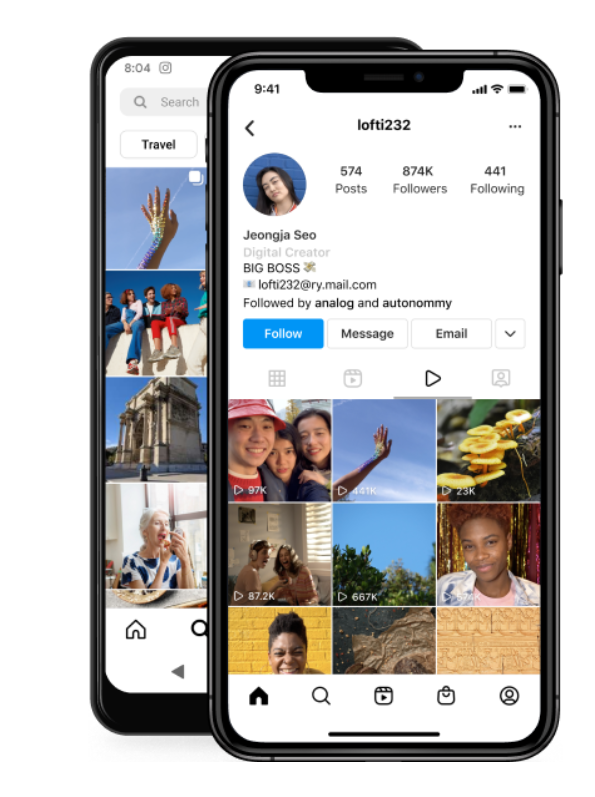 8:04
Search
Travel
9:41
lofti232
574 874K 441
Posts Followers Following
Jeongja Seo
Digital Creator
BIG BOSS
lofti232@ry.mail.com
Followed by analog and autonommy
Follow Message Email
97K 441K 23K
87.2K 667K